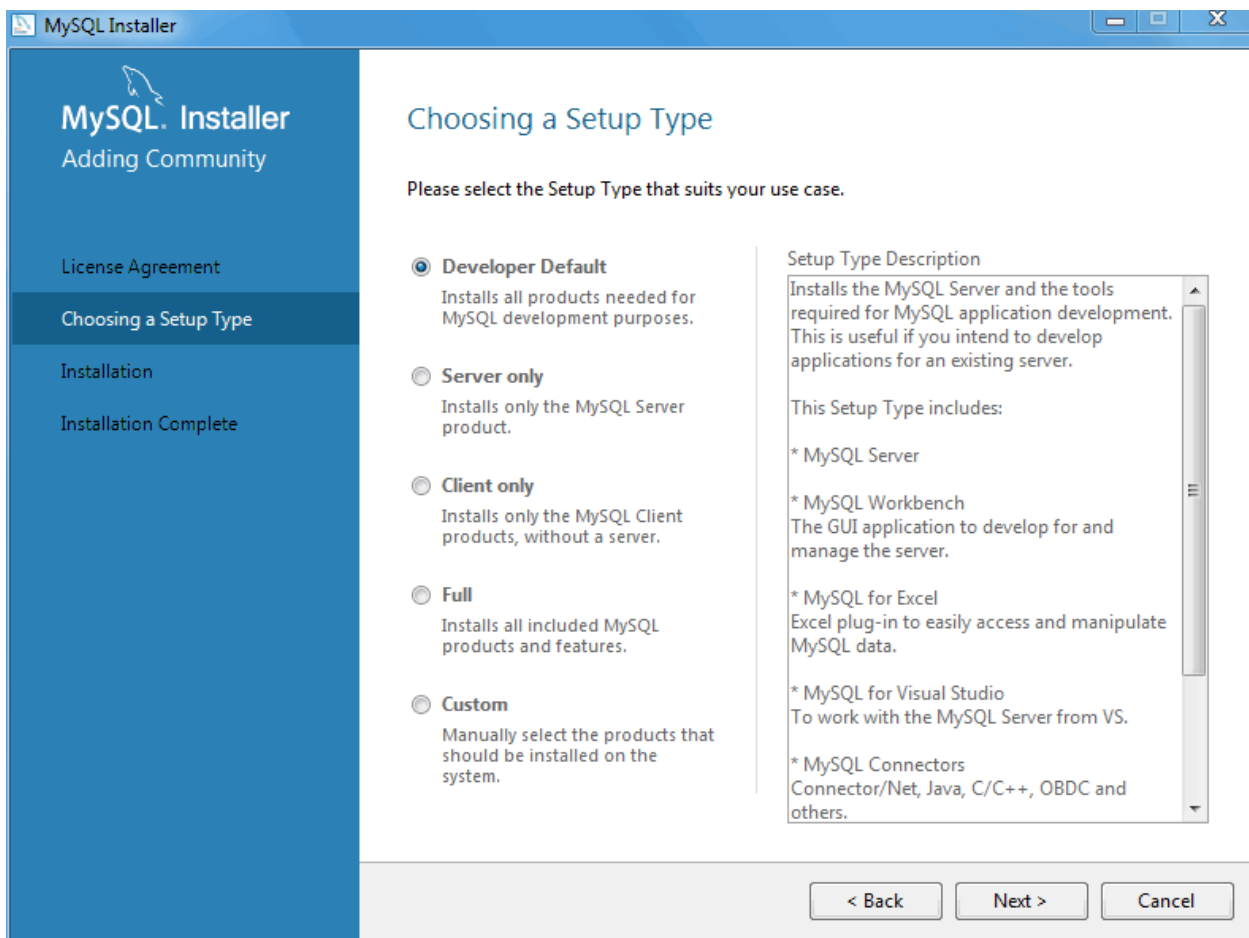 MySQL Installer
MySQL. Installer
Adding Community
License Agreement
Choosing a Setup Type
Installation
Installation Complete
Choosing a Setup Type
Please select the Setup Type that suits your use case.
Developer Default
Installs all products needed for
MySQL development purposes.
Server only
Installs only the MySQL Server
product.
Client only
Installs only the MySQL Client
products, without a server.
Full
Installs all included MySQL
products and features.
Custom
Manually select the products that
should be installed on the
system.
Setup Type Description
Installs the MySQL Server and the tools
required for MySQL application development.
This is useful if you intend to develop
applications for an existing server.
This Setup Type includes:
* MySQL Server
* MySQL Workbench
The GUI application to develop for and
manage the server.
* MySQL for Excel
Excel plug-in to easily access and manipulate
MySQL data.
* MySQL for Visual Studio
To work with the MySQL Server from VS.
* MySQL Connectors
Connector/Net, Java, C/C++, OBDC and
others.
< Back
Next >
Cancel